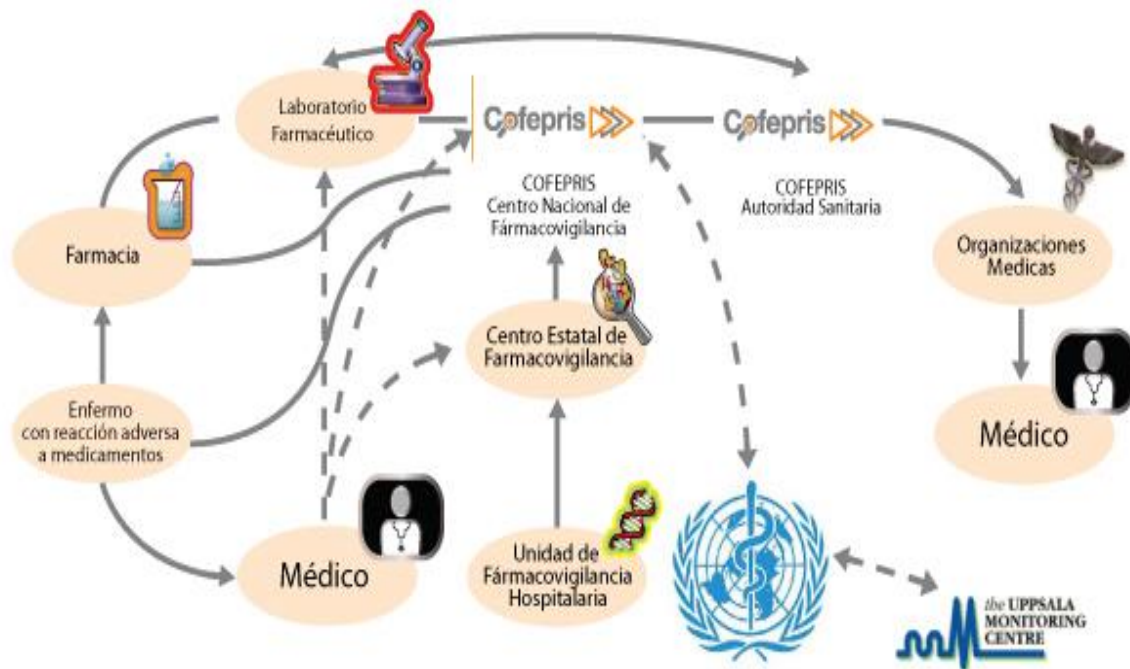 Laboratorio
Farmacéutico
Cofepris
Cofepris
COFEPRIS
Centro Nacional de
Fármacovigilancia
COFEPRIS
Autoridad Sanitaria
Farmacia
Organizaciones
Medicas
Centro Estatal de
Farmacovigilancia
Enfermo
con reacción adversa
a medicamentos
Médico
Médico
Unidad de
Fármacovigilancia
Hospitalaria
the UPPSALA
MONITORING
CENTRE